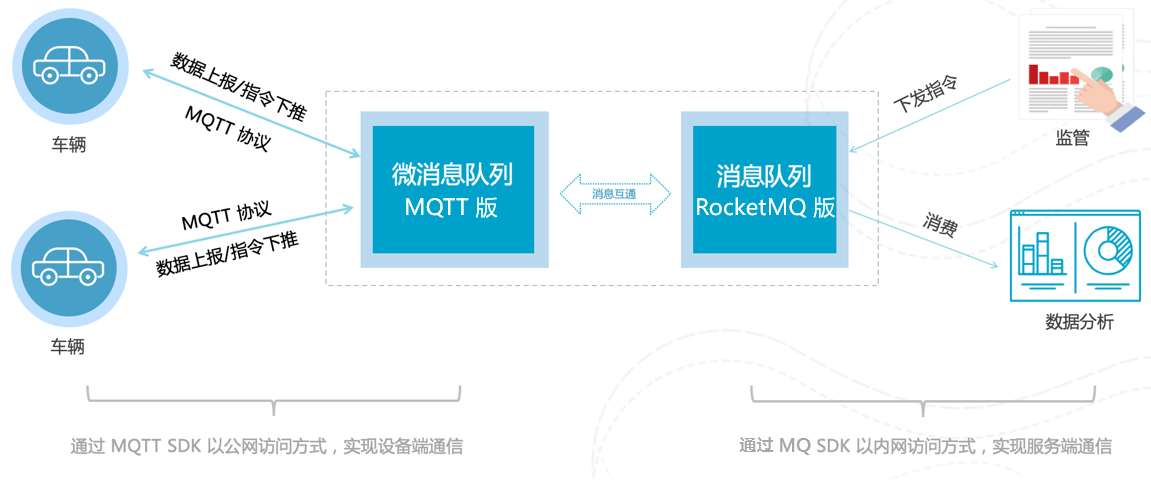 数据上报/指令下推
MQTT 协议
车辆
MQTT 协议
数据上报/指令下推
车辆
微消息队列
MQTT 版
消息互通
消息队列
RocketMQ 版
下发指令
监管
消费
数据分析
通过 MQTT SDK 以公网访问方式，实现设备端通信
通过 MQ SDK 以内网访问方式，实现服务端通信